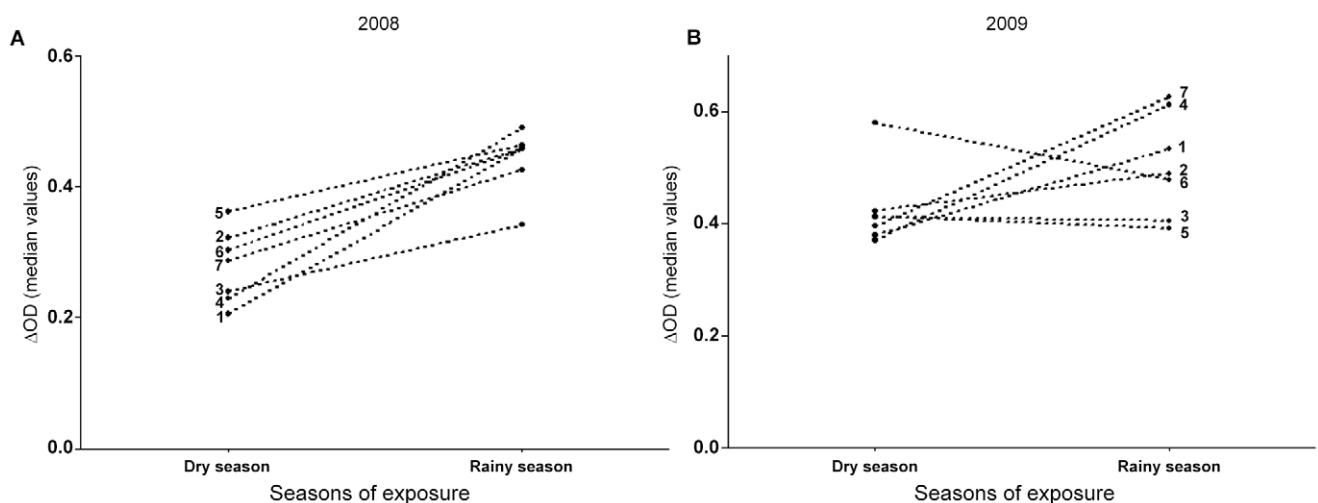 A
2008
0.6
0.4
0.2
0.0
ΔOD (median values)
5
2
6
7
3
4
1
Dry season
Rainy season
Seasons of exposure
B
2009
0.6
0.4
0.2
0.0
ΔOD (median values)
7
4
1
2
6
3
5
Dry season
Rainy season
Seasons of exposure